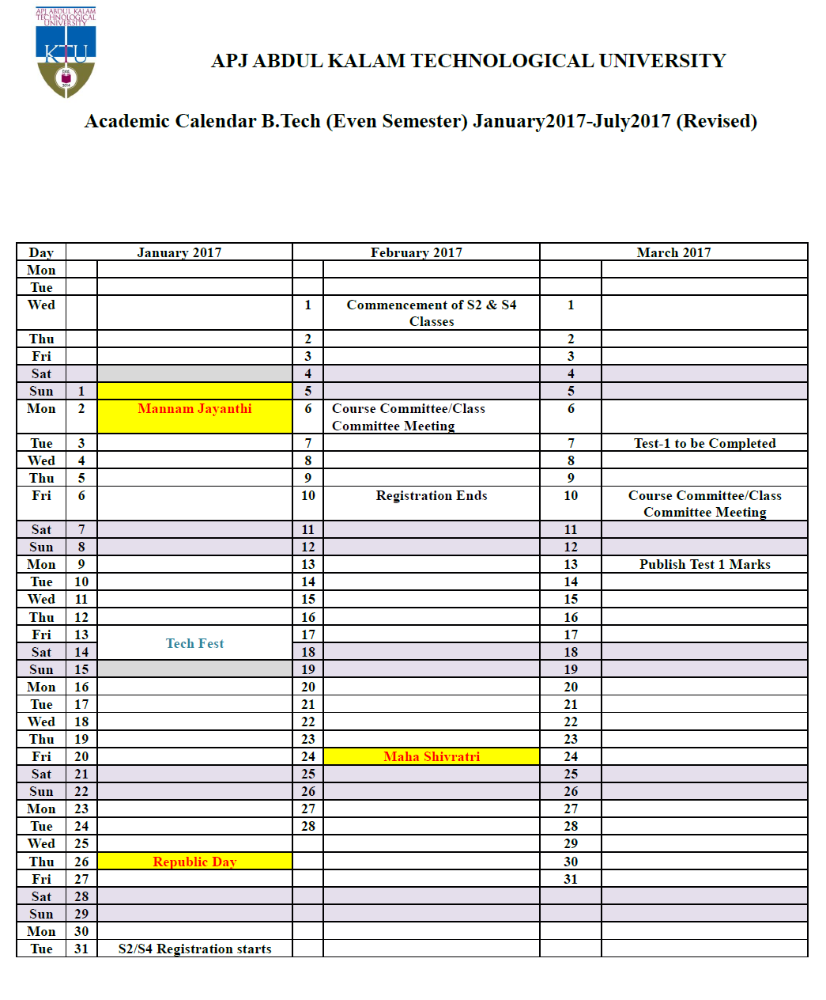 APJ ABDUL KALAM
TECHNOLOGICAL
UNIVERSITY
KTU
Estd.
2014
APJ ABDUL KALAM TECHNOLOGICAL UNIVERSITY
Academic Calendar B.Tech (Even Semester) January2017-July2017 (Revised)
Day January 2017 February 2017 March 2017
Mon
Tue
Wed 1 Commencement of S2 & S4 1
Classes
Thu 2 2
Fri 3 3
Sat 4 4
Sun 1 5 5
Mon 2 Mannam Jayanthi 6 Course Committee/Class 6
Committee Meeting
Tue 3 7 7 Test-1 to be Completed
Wed 4 8 8
Thu 5 9 9
Fri 6 10 Registration Ends 10 Course Committee/Class
Committee Meeting
Sat 7 11 11
Sun 8 12 12
Mon 9 13 13 Publish Test 1 Marks
Tue 10 14 14
Wed 11 15 15
Thu 12 16 16
Fri 13 17 17
Tech Fest
Sat 14 18 18
Sun 15 19 19
Mon 16 20 20
Tue 17 21 21
Wed 18 22 22
Thu 19 23 23
Fri 20 24 Maha Shivratri 24
Sat 21 25 25
Sun 22 26 26
Mon 23 27 27
Tue 24 28 28
Wed 25 29
Thu 26 Republic Day 30
Fri 27 31
Sat 28
Sun 29
Mon 30
Tue 31 S2/S4 Registration starts